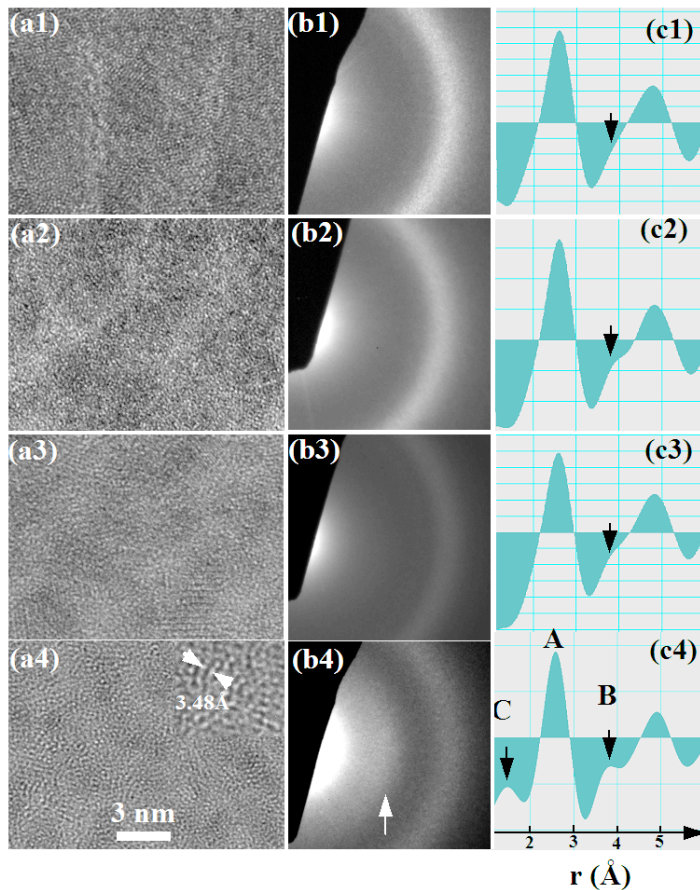 (a1)
(b1)
(c1)
(a2)
(b2)
(c2)
(a3)
(b3)
(c3)
(a4)
3.48Å
3 nm
(b4)
(c4)
A
B
C
2 3 4 5
r (Å)